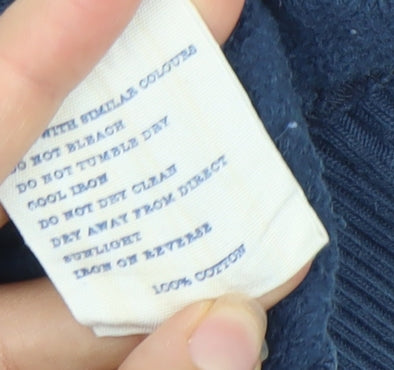 WITH SIMILAR COLOURS
DO NOT BLEACH
DO NOT TUMBLE DRY
COOL IRON
DO NOT DRY CLEAN
DRY AWAY FROM DIRECT
SUNLIGHT
IRON ON REVERSE
100% COTTON